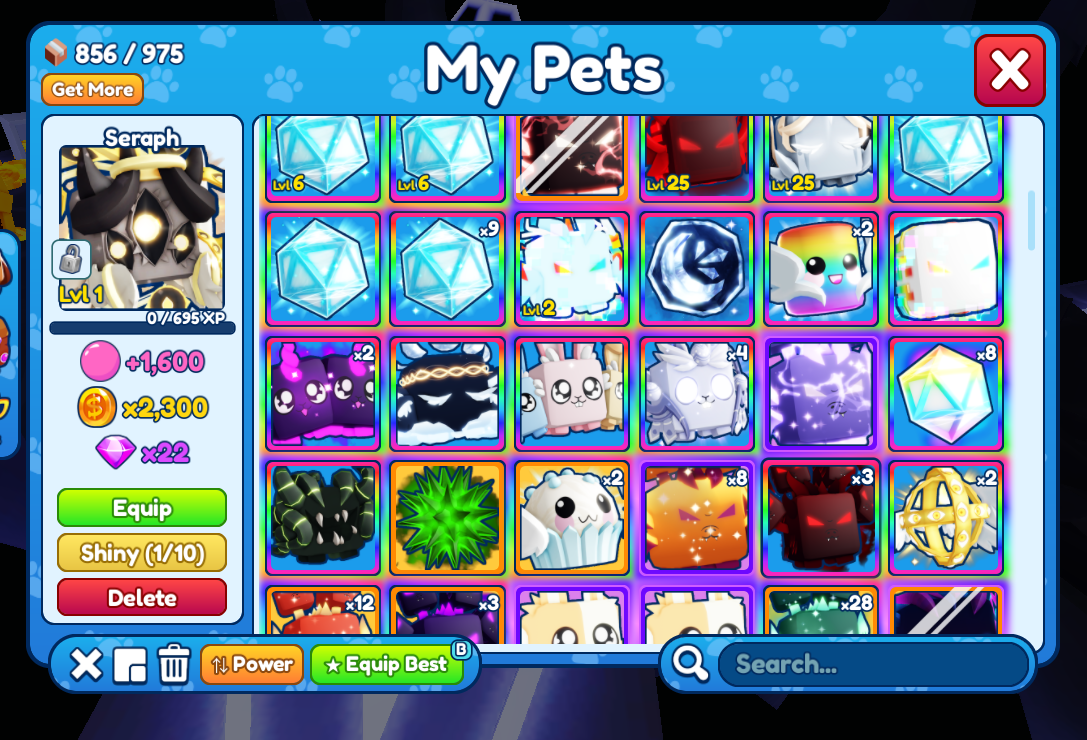 856 / 975
My Pets
Get More
Seraph
Lvl 1
0 / 695 XP
+1,600
x2,300
x22
Equip
Shiny (1/10)
Delete
Lvl 6
Lvl 6
Lvl 25
Lvl 25
x9
Lvl 2
x2
x2
x4
x8
x2
x8
x3
x2
x12
x3
x28
Power
Equip Best
B
Search...